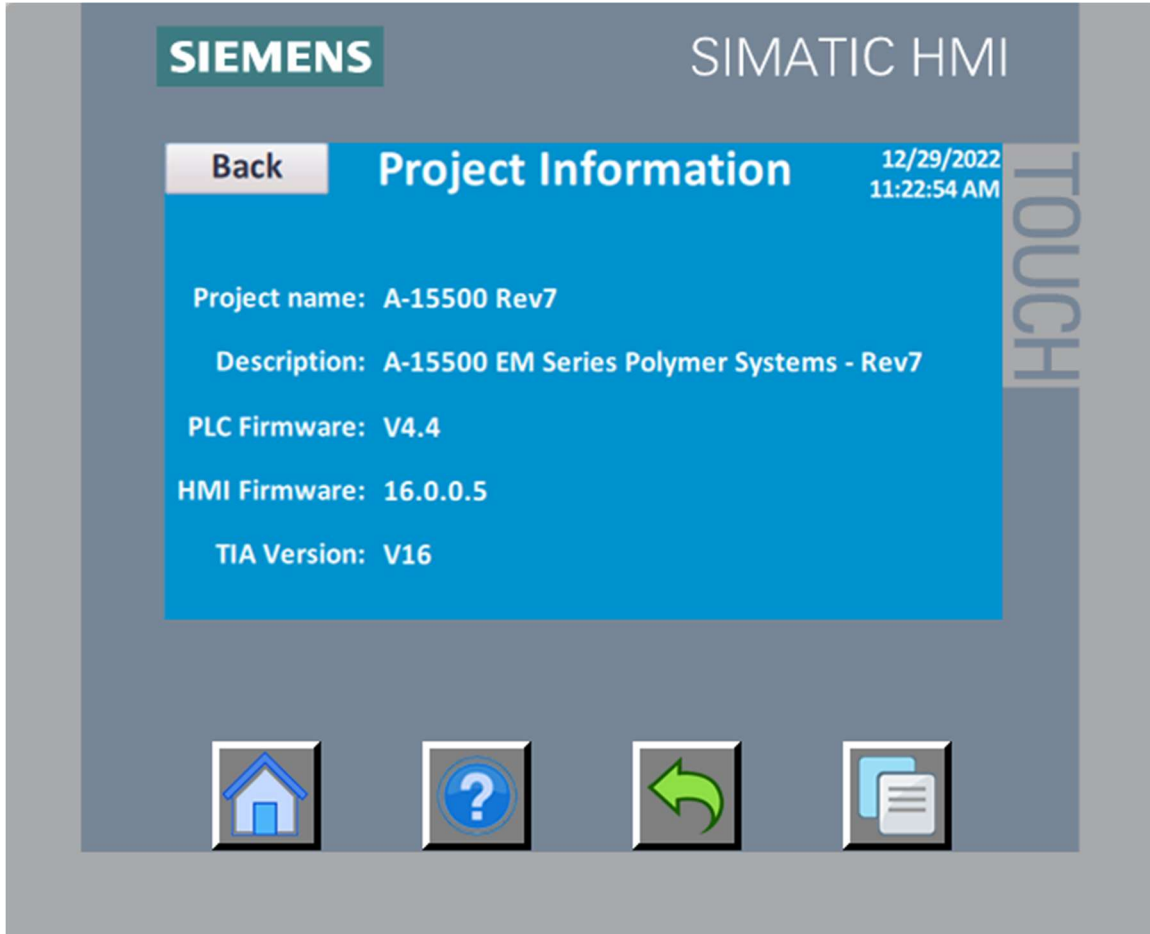 SIEMENS
SIMATIC HMI
TOUCH
Back
Project Information
12/29/2022
11:22:54 AM
Project name: A-15500 Rev7
Description: A-15500 EM Series Polymer Systems - Rev7
PLC Firmware: V4.4
HMI Firmware: 16.0.0.5
TIA Version: V16
?